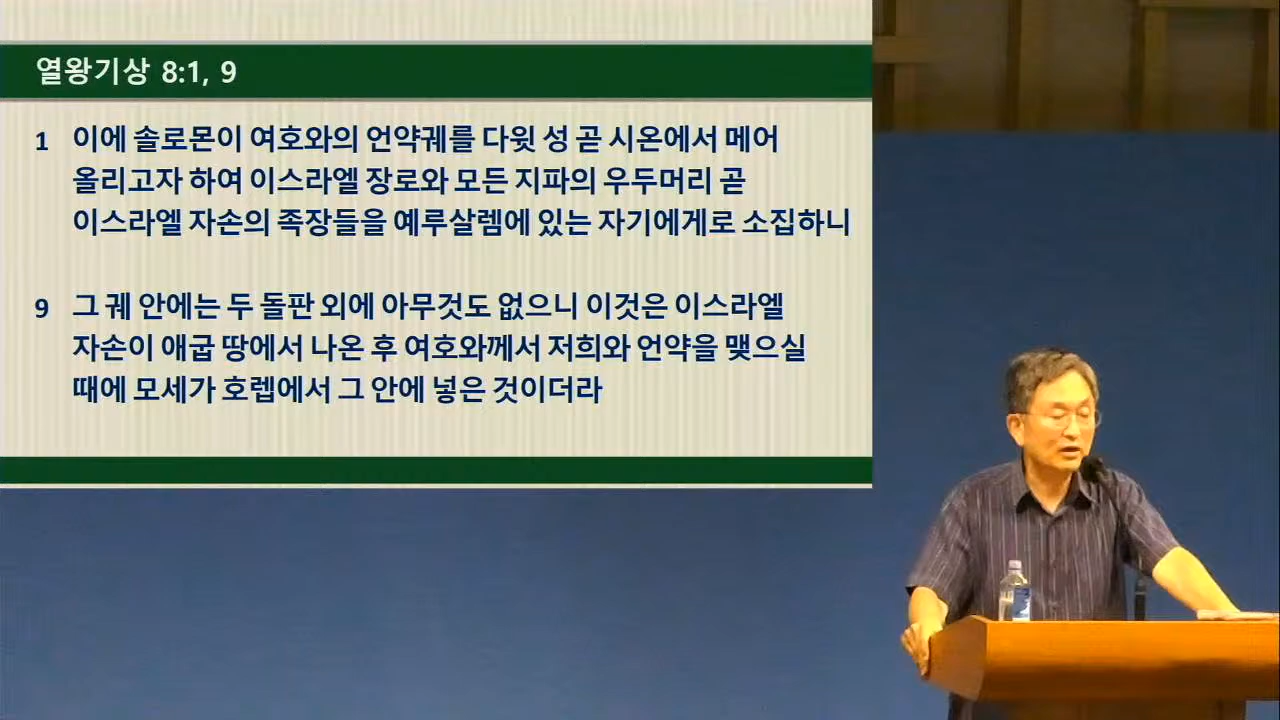 열왕기상 8:1, 9
1 이에 솔로몬이 여호와의 언약궤를 다윗 성 곧 시온에서 메어
올리고자 하여 이스라엘 장로와 모든 지파의 우두머리 곧
이스라엘 자손의 족장들을 예루살렘에 있는 자기에게로 소집하니
9 그 궤 안에는 두 돌판 외에 아무것도 없으니 이것은 이스라엘
자손이 애굽 땅에서 나온 후 여호와께서 저희와 언약을 맺으실
때에 모세가 호렙에서 그 안에 넣은 것이더라